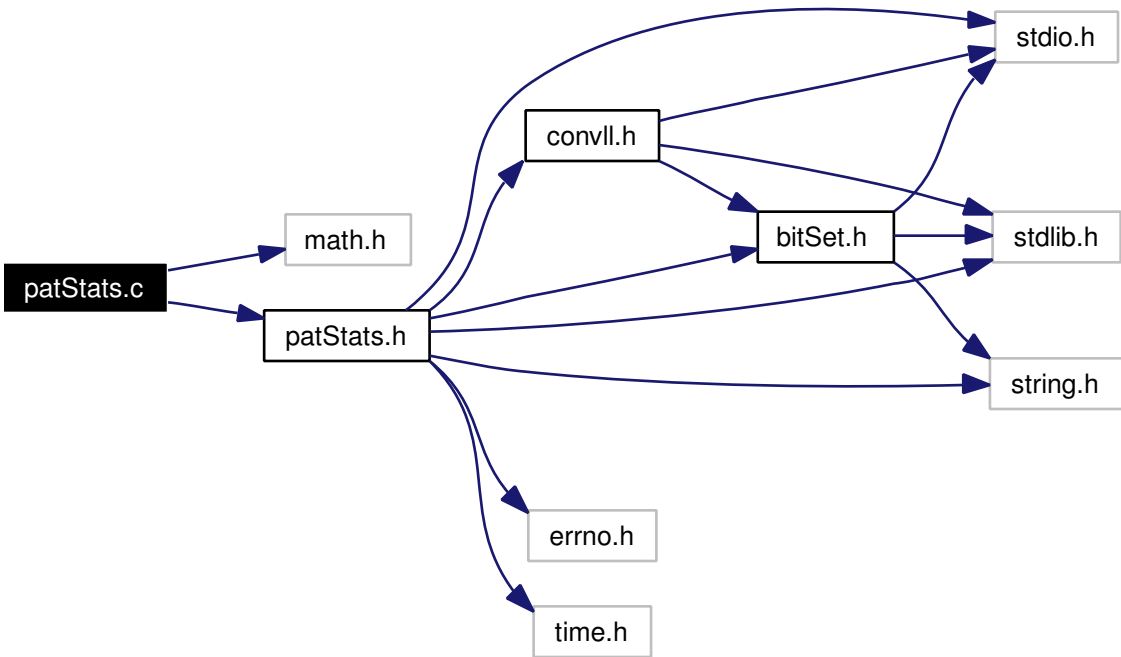 stdio.h
convll.h
math.h
bitSet.h
stdlib.h
patStats.c
patStats.h
string.h
errno.h
time.h